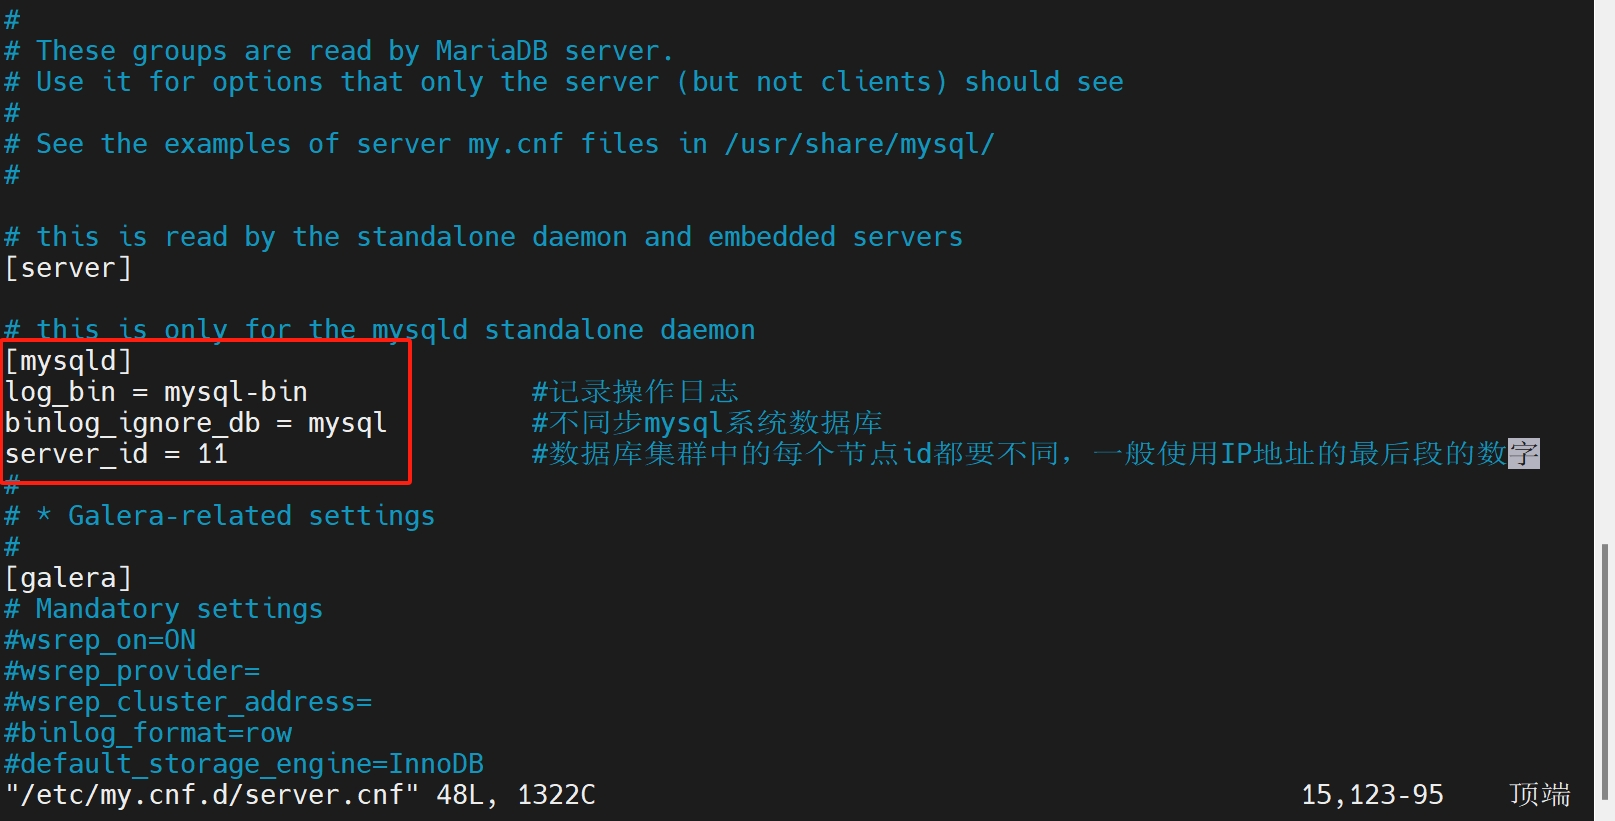 #
# These groups are read by MariaDB server.
# Use it for options that only the server (but not clients) should see
#
# See the examples of server my.cnf files in /usr/share/mysql/
#
# this is read by the standalone daemon and embedded servers
[server]
# this is only for the mysqld standalone daemon
[mysqld]
log_bin = mysql-bin #记录操作日志
binlog_ignore_db = mysql #不同步mysql系统数据库
server_id = 11 #数据库集群中的每个节点id都要不同，一般使用IP地址的最后段的数字
#
# * Galera-related settings
#
[galera]
# Mandatory settings
#wsrep_on=ON
#wsrep_provider=
#wsrep_cluster_address=
#binlog_format=row
#default_storage_engine=InnoDB
"/etc/my.cnf.d/server.cnf" 48L, 1322C 15,123-95 顶端